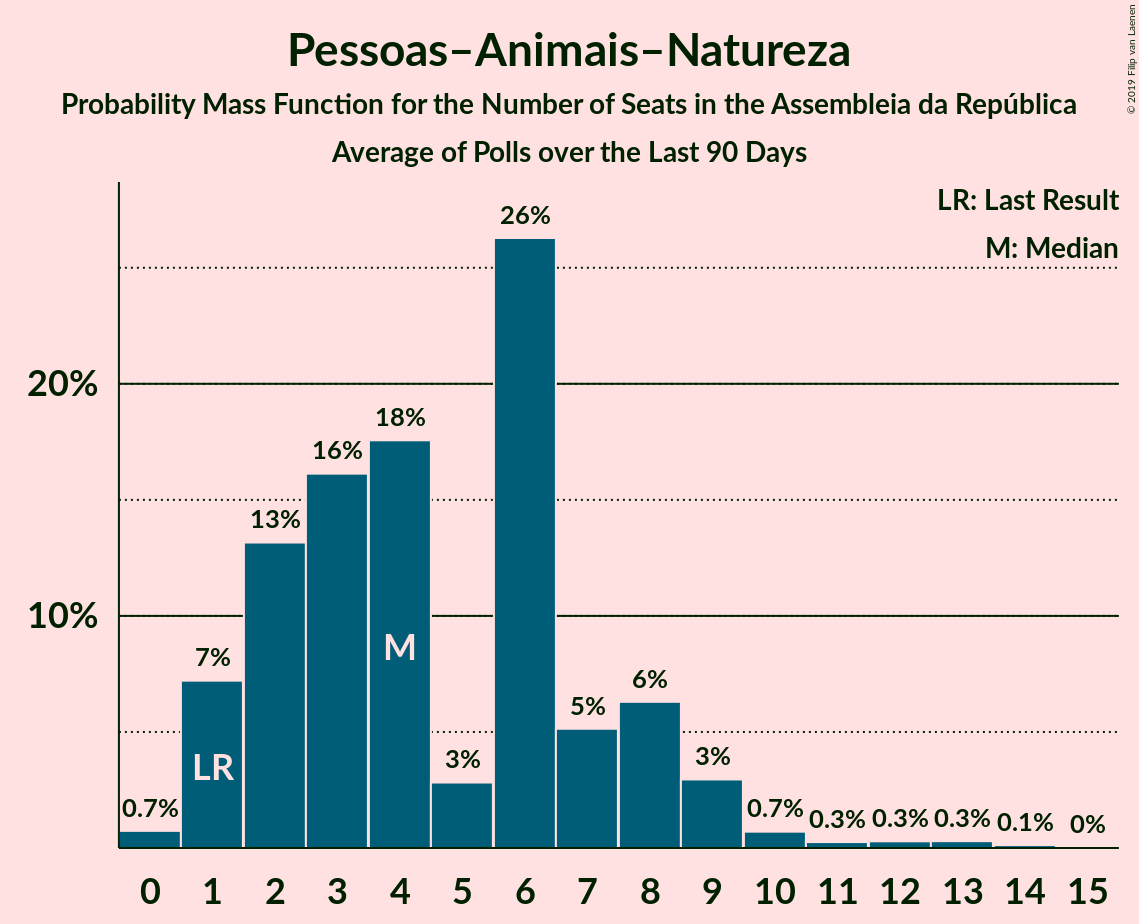 Pessoas–Animais–Natureza
Probability Mass Function for the Number of Seats in the Assembleia da República
Average of Polls over the Last 90 Days
© 2019 Filip van Laenen
LR: Last Result
M: Median
26%
20%
18%
16%
13%
10%
7%
M
6%
5%
3%
3%
LR
0.7%
0.7%
0.3%
0.3%
0.3%
0.1%
0%
0 1 2 3 4 5 6 7 8 9 10 11 12 13 14 15